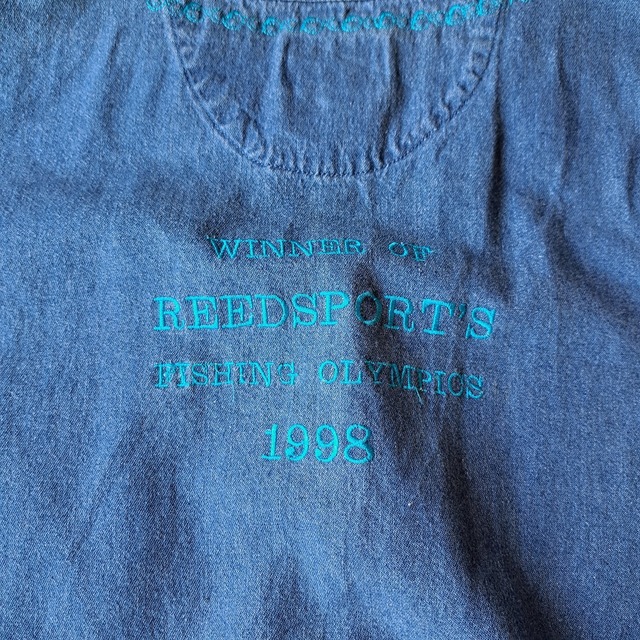 WINNER OF
REEDSPORT'S
FISHING OLYMPICS
1998